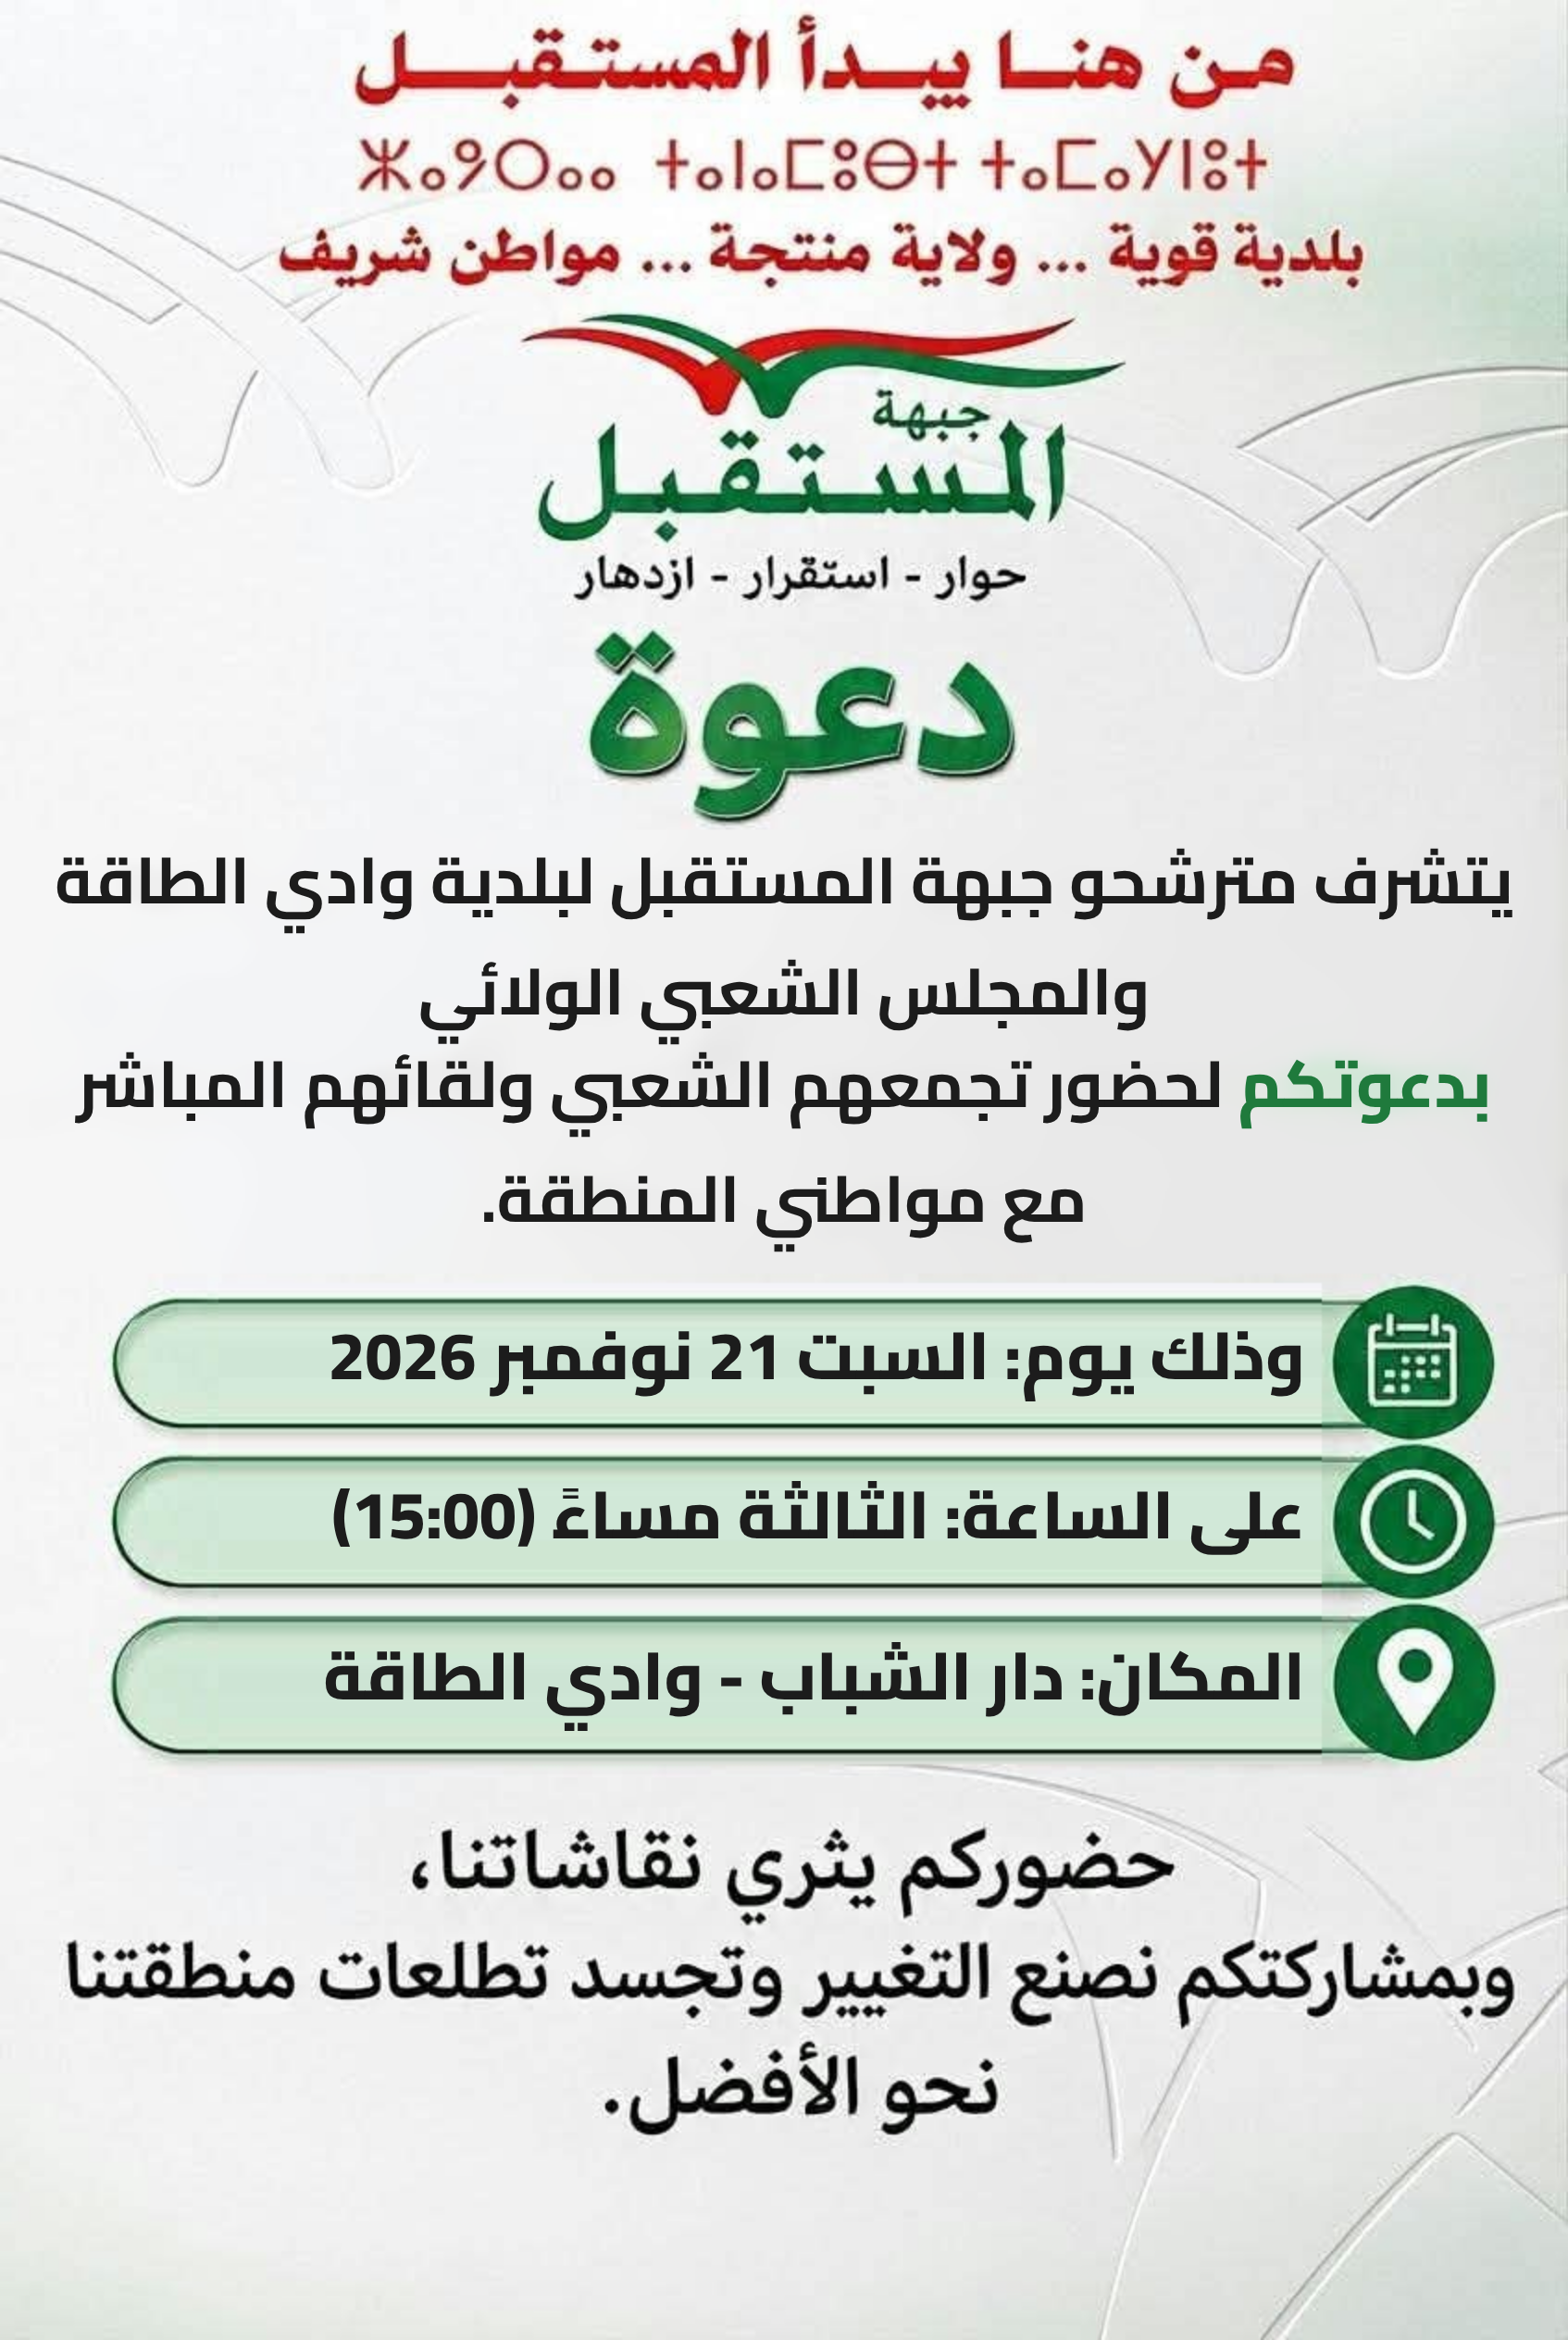 من هنا يبدأ المستقبل
ⵣⴰⵢⵔⴰⴰ ⵜⴰⵏⴰⵎⵓⴱⵜ ⵜⴰⵎⴰⵖⵏⵓⵜ
بلدية قوية ... ولاية منتجة ... مواطن شريف
جبهة
المستقبل
حوار - استقرار - ازدهار
دعوة
يتشرف مترشحو جبهة المستقبل لبلدية وادي الطاقة
والمجلس الشعبي الولائي
بدعوتكم لحضور تجمعهم الشعبي ولقائهم المباشر
مع مواطني المنطقة.
وذلك يوم: السبت 21 نوفمبر 2026
على الساعة: الثالثة مساءً (15:00)
المكان: دار الشباب - وادي الطاقة
حضوركم يثري نقاشاتنا،
وبمشاركتكم نصنع التغيير وتجسد تطلعات منطقتنا
نحو الأفضل.